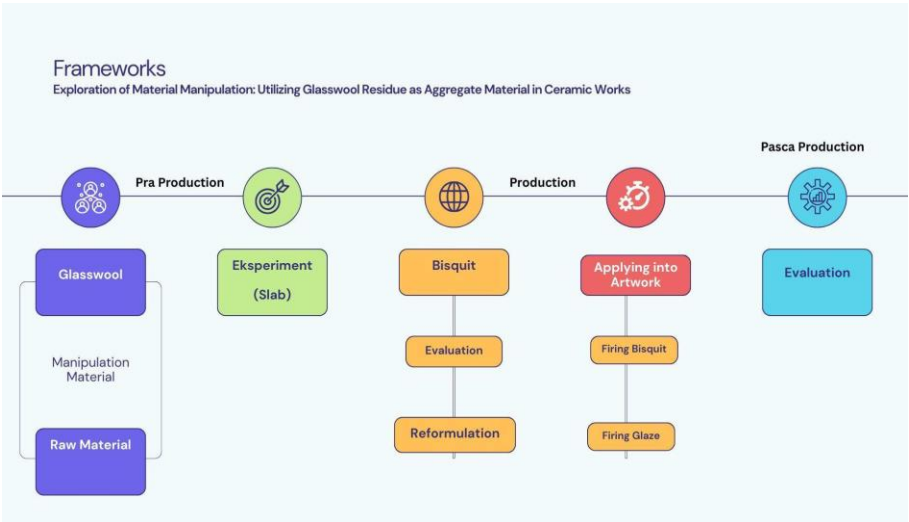 Frameworks
Exploration of Material Manipulation: Utilizing Glasswool Residue as Aggregate Material in Ceramic Works
Pasca Production
Pra Production
Production
Glasswool
Eksperiment
(Slab)
Bisquit
Applying into
Artwork
Evaluation
Evaluation
Firing Bisquit
Manipulation
Material
Raw Material
Reformulation
Firing Glaze